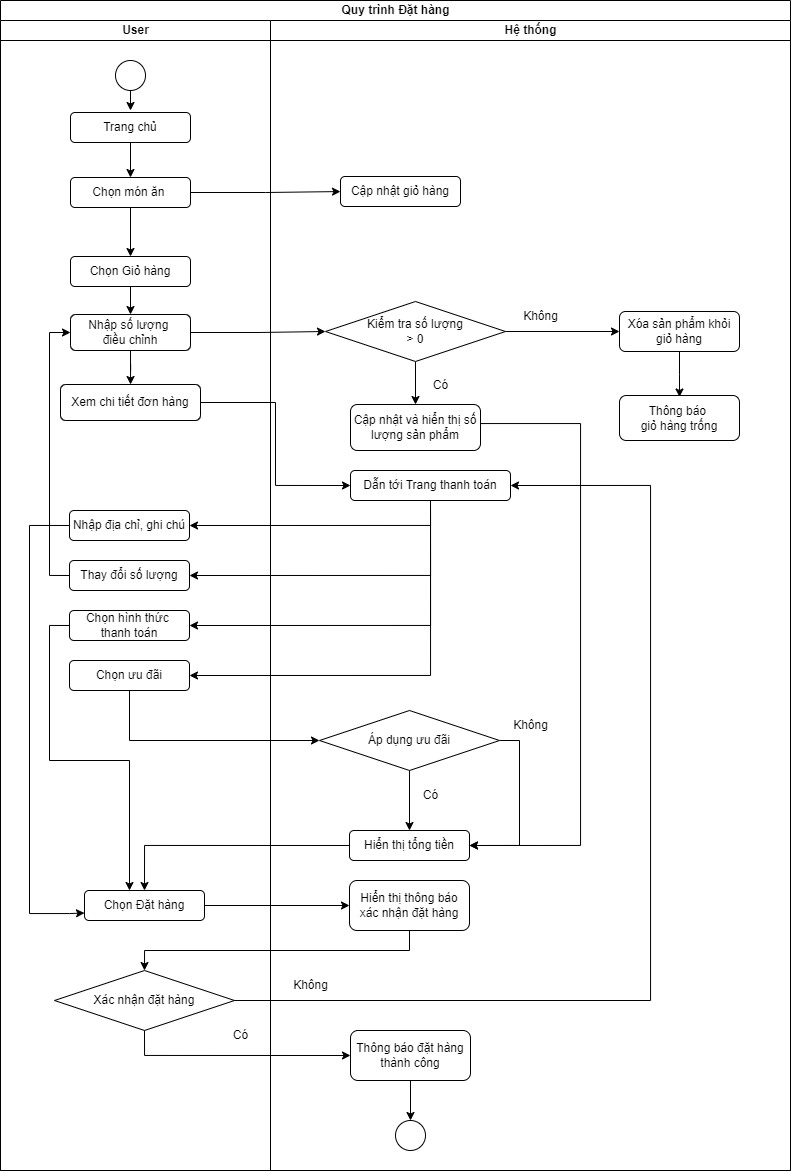 Quy trình Đặt hàng
User
Hệ thống
Trang chủ
Chọn món ăn
Cập nhật giỏ hàng
Chọn Giỏ hàng
Nhập số lượng
điều chỉnh
Kiểm tra số lượng
> 0
Không
Xóa sản phẩm khỏi
giỏ hàng
Có
Xem chi tiết đơn hàng
Cập nhật và hiển thị số
lượng sản phẩm
Thông báo
giỏ hàng trống
Dẫn tới Trang thanh toán
Nhập địa chỉ, ghi chú
Thay đổi số lượng
Chọn hình thức
thanh toán
Chọn ưu đãi
Áp dụng ưu đãi
Không
Có
Hiển thị tổng tiền
Chọn Đặt hàng
Hiển thị thông báo
xác nhận đặt hàng
Xác nhận đặt hàng
Không
Có
Thông báo đặt hàng
thành công